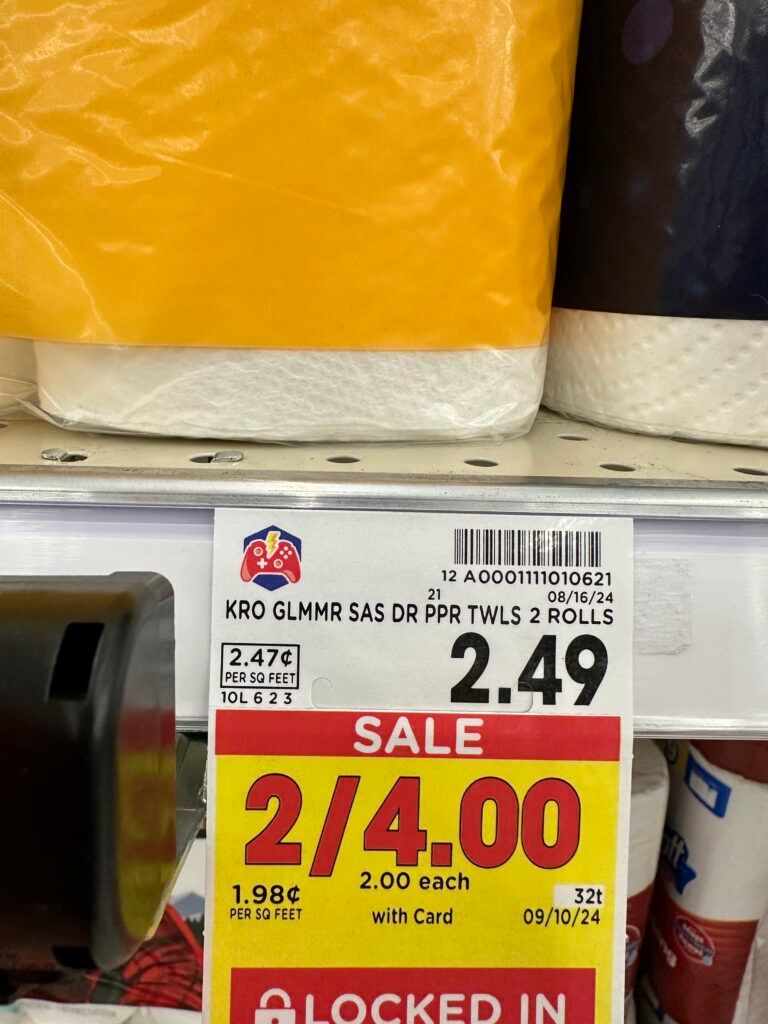 12 A0001111010621
21
08/16/24
KRO GLMMR SAS DR PPR TWLS 2 ROLLS
2.47¢
PER SQ FEET
10L 6 2 3
2.49
SALE
2/4.00
2.00 each
1.98¢
PER SQ FEET
with Card
32t
09/10/24
LOCKED IN